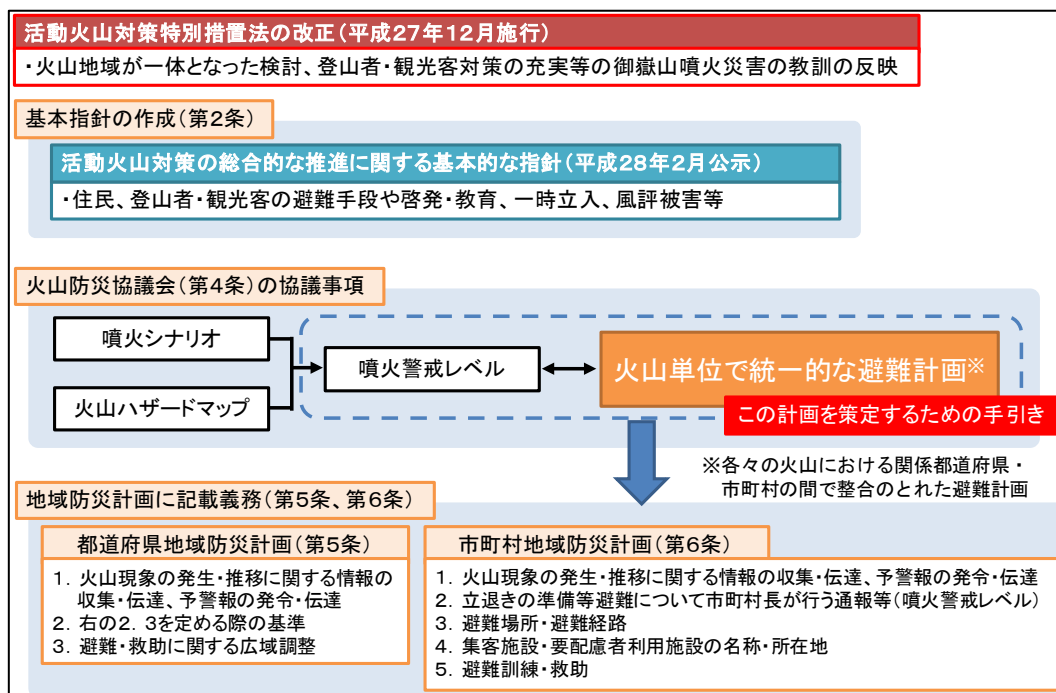 活動火山対策特別措置法の改正(平成27年12月施行)
・火山地域が一体となった検討、登山者・観光客対策の充実等の御嶽山噴火災害の教訓の反映
基本指針の作成(第2条)
活動火山対策の総合的な推進に関する基本的な指針(平成28年2月公示)
・住民、登山者・観光客の避難手段や啓発・教育、一時立入、風評被害等
火山防災協議会(第4条)の協議事項
噴火シナリオ
火山ハザードマップ
噴火警戒レベル
火山単位で統一的な避難計画※
この計画を策定するための手引き
※各々の火山における関係都道府県・
市町村の間で整合のとれた避難計画
地域防災計画に記載義務(第5条、第6条)
都道府県地域防災計画(第5条)
1. 火山現象の発生・推移に関する情報の
収集・伝達、予警報の発令・伝達
2. 右の2. 3を定める際の基準
3. 避難・救助に関する広域調整
市町村地域防災計画(第6条)
1. 火山現象の発生・推移に関する情報の収集・伝達、予警報の発令・伝達
2. 立退きの準備等避難について市町村長が行う通報等(噴火警戒レベル)
3. 避難場所・避難経路
4. 集客施設・要配慮者利用施設の名称・所在地
5. 避難訓練・救助